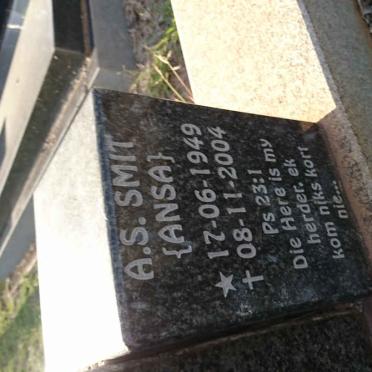 A.S. SMIT
{ANSA}
★ 17-06-1949
✝ 08-11-2004
Ps 23:1
Die Here is my
herder, ek
niks kort
kom nie...